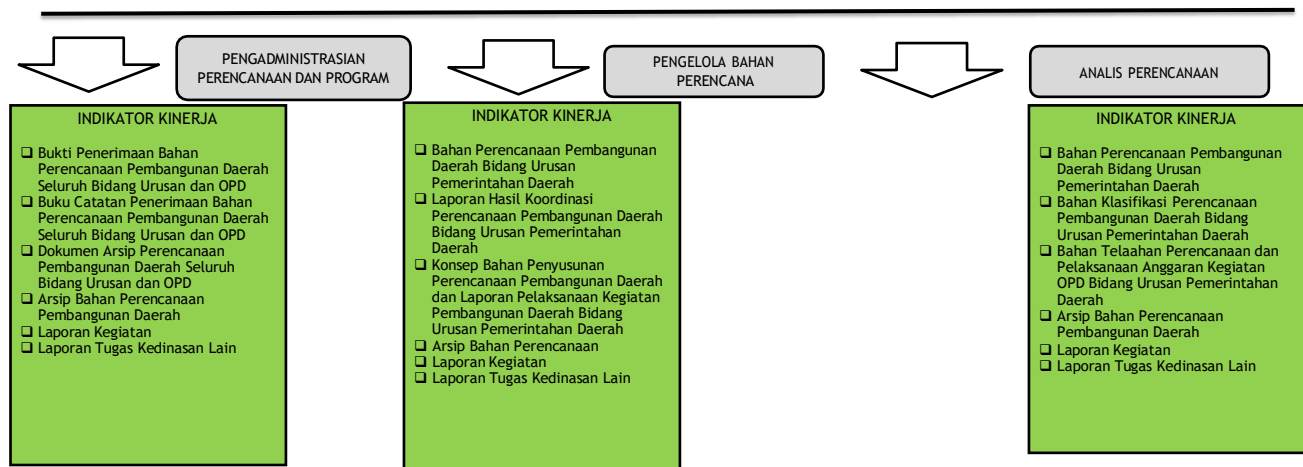 PENGADMINISTRASIAN
PERENCANAAN DAN PROGRAM
PENGELOLA BAHAN
PERENCANA
ANALIS PERENCANAAN
INDIKATOR KINERJA
❑ Bukti Penerimaan Bahan
Perencanaan Pembangunan Daerah
Seluruh Bidang Urusan dan OPD
❑ Buku Catatan Penerimaan Bahan
Perencanaan Pembangunan Daerah
Seluruh Bidang Urusan dan OPD
❑ Dokumen Arsip Perencanaan
Pembangunan Daerah Seluruh
Bidang Urusan dan OPD
❑ Arsip Bahan Perencanaan
Pembangunan Daerah
❑ Laporan Kegiatan
❑ Laporan Tugas Kedinasan Lain
INDIKATOR KINERJA
❑ Bahan Perencanaan Pembangunan
Daerah Bidang Urusan
Pemerintahan Daerah
❑ Laporan Hasil Koordinasi
Perencanaan Pembangunan Daerah
Bidang Urusan Pemerintahan
Daerah
❑ Konsep Bahan Penyusunan
Perencanaan Pembangunan Daerah
dan Laporan Pelaksanaan Kegiatan
Pembangunan Daerah Bidang
Urusan Pemerintahan Daerah
❑ Arsip Bahan Perencanaan
❑ Laporan Kegiatan
❑ Laporan Tugas Kedinasan Lain
INDIKATOR KINERJA
❑ Bahan Perencanaan Pembangunan
Daerah Bidang Urusan
Pemerintahan Daerah
❑ Bahan Klasifikasi Perencanaan
Pembangunan Daerah Bidang
Urusan Pemerintahan Daerah
❑ Bahan Telaahan Perencanaan dan
Pelaksanaan Anggaran Kegiatan
OPD Bidang Urusan Pemerintahan
Daerah
❑ Arsip Bahan Perencanaan
Pembangunan Daerah
❑ Laporan Kegiatan
❑ Laporan Tugas Kedinasan Lain